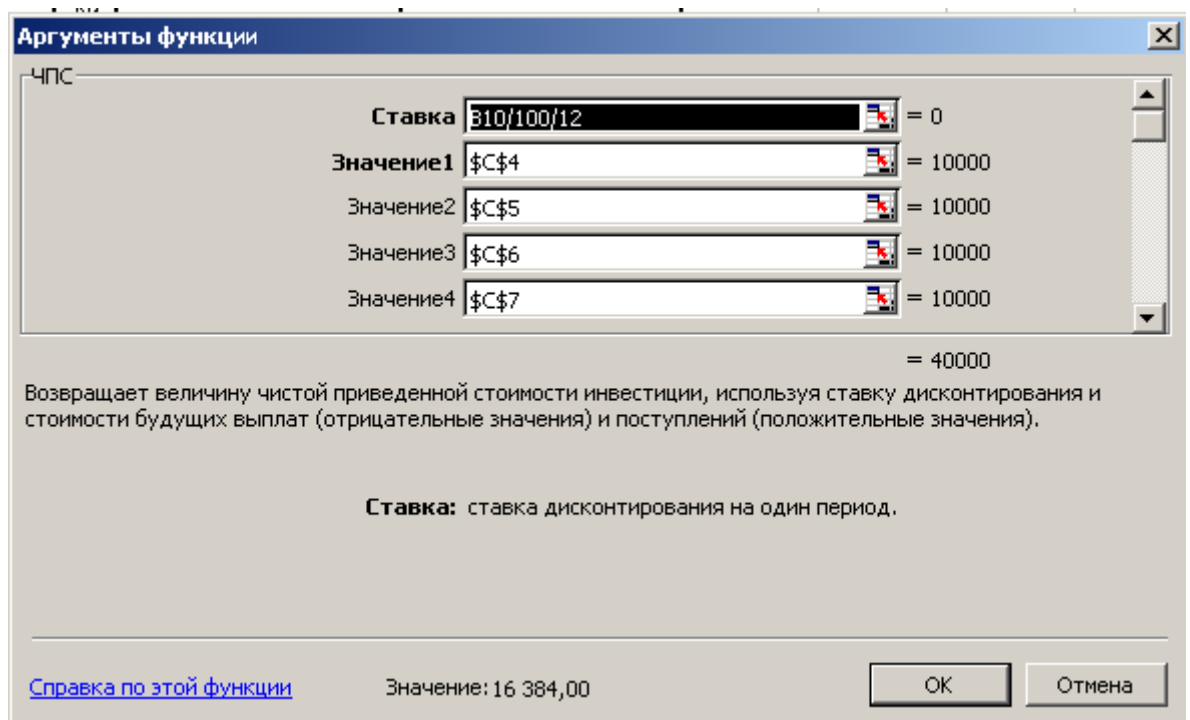 Аргументы функции
ЧПС
Ставка B10/100/12 = 0
Значение1 $C$4 = 10000
Значение2 $C$5 = 10000
Значение3 $C$6 = 10000
Значение4 $C$7 = 10000
= 40000
Возвращает величину чистой приведенной стоимости инвестиции, используя ставку дисконтирования и
стоимости будущих выплат (отрицательные значения) и поступлений (положительные значения).
Ставка: ставка дисконтирования на один период.
Справка по этой функции Значение: 16 384,00 OK Отмена